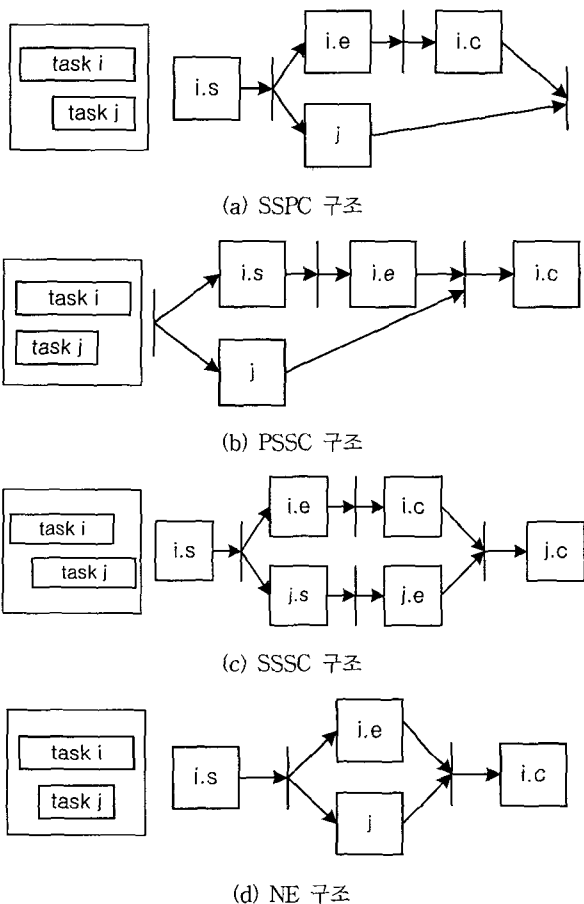 task i
task j
i.s
i.e
i.c
j
(a) SSPC 구조
task i
task j
i.s
i.e
i.c
j
(b) PSSC 구조
task i
task j
i.s
i.e
i.c
j.s
j.e
j.c
(c) SSSC 구조
task i
task j
i.s
i.e
j
i.c
(d) NE 구조